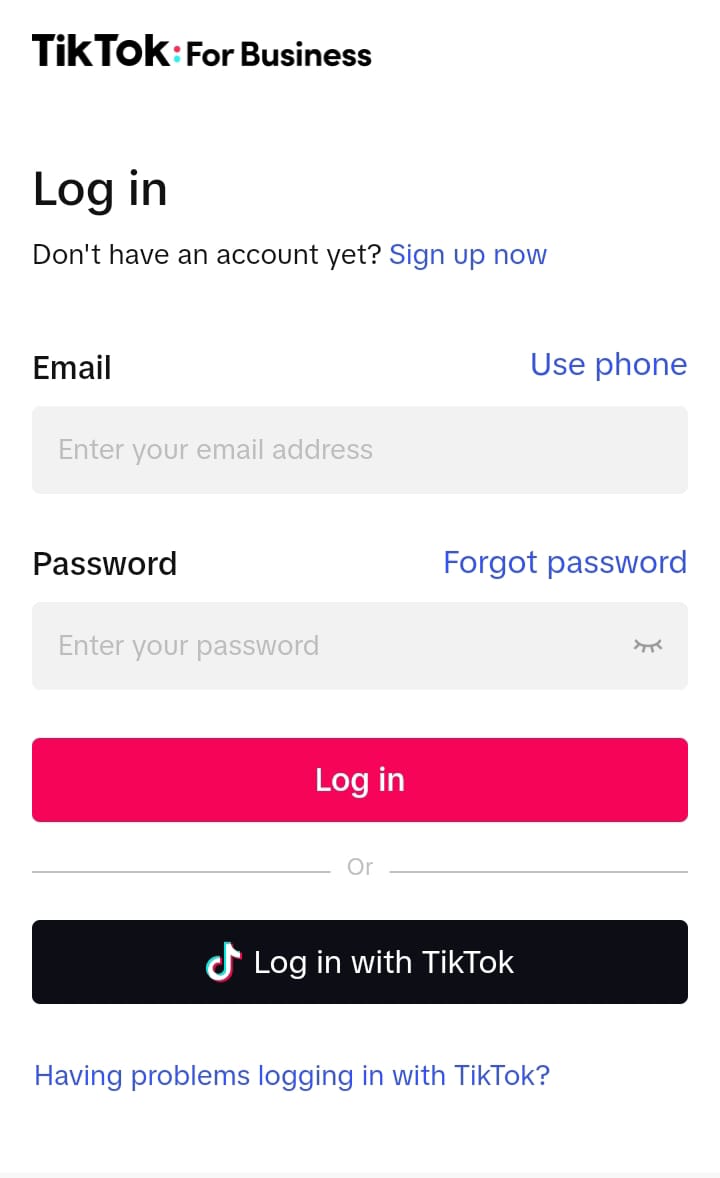 TikTok: For Business
Log in
Don't have an account yet? Sign up now
Email
Use phone
Enter your email address
Password
Forgot password
Enter your password
Log in
Or
Log in with TikTok
Having problems logging in with TikTok?